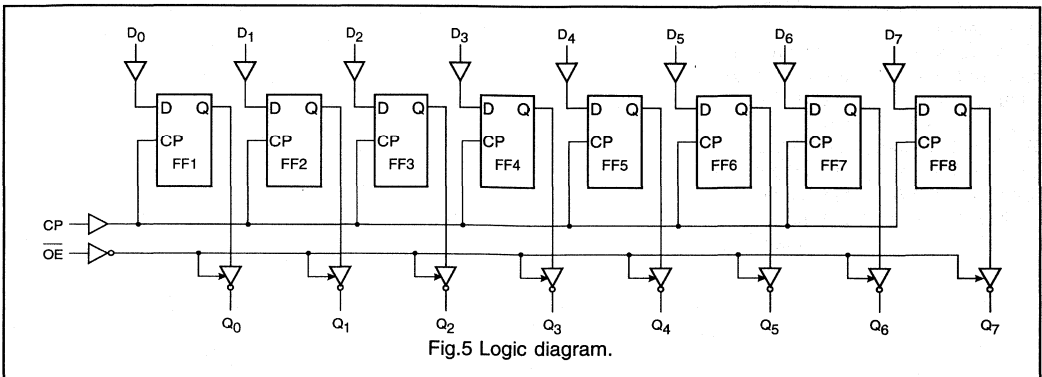 D0 D1 D2 D3 D4 D5 D6 D7
D Q D Q D Q D Q D Q D Q D Q D Q
CP CP CP CP CP CP CP CP
FF1 FF2 FF3 FF4 FF5 FF6 FF7 FF8
CP
OE
Q0 Q1 Q2 Q3 Q4 Q5 Q6 Q7
Fig.5 Logic diagram.